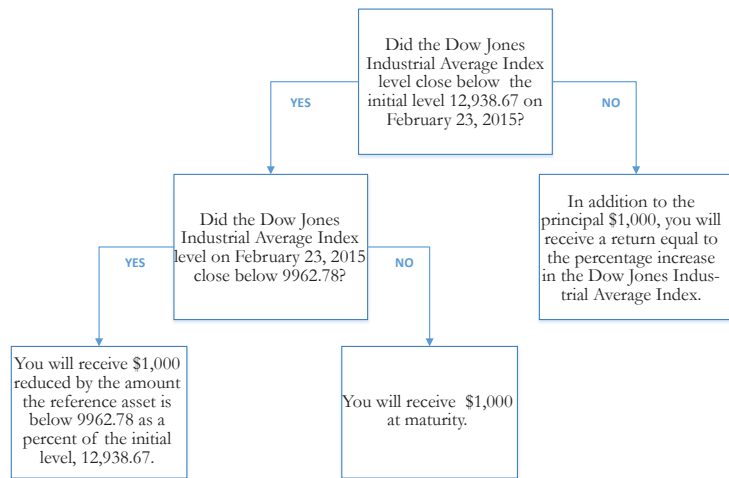 Did the Dow Jones
Industrial Average Index
level close below the
initial level 12,938.67 on
February 23, 2015?
YES
NO
Did the Dow Jones
Industrial Average Index
level on February 23, 2015
close below 9962.78?
In addition to the
principal $1,000, you will
receive a return equal to
the percentage increase
in the Dow Jones Indus-
trial Average Index.
YES
NO
You will receive $1,000
reduced by the amount
the reference asset is
below 9962.78 as a
percent of the initial
level, 12,938.67.
You will receive $1,000
at maturity.